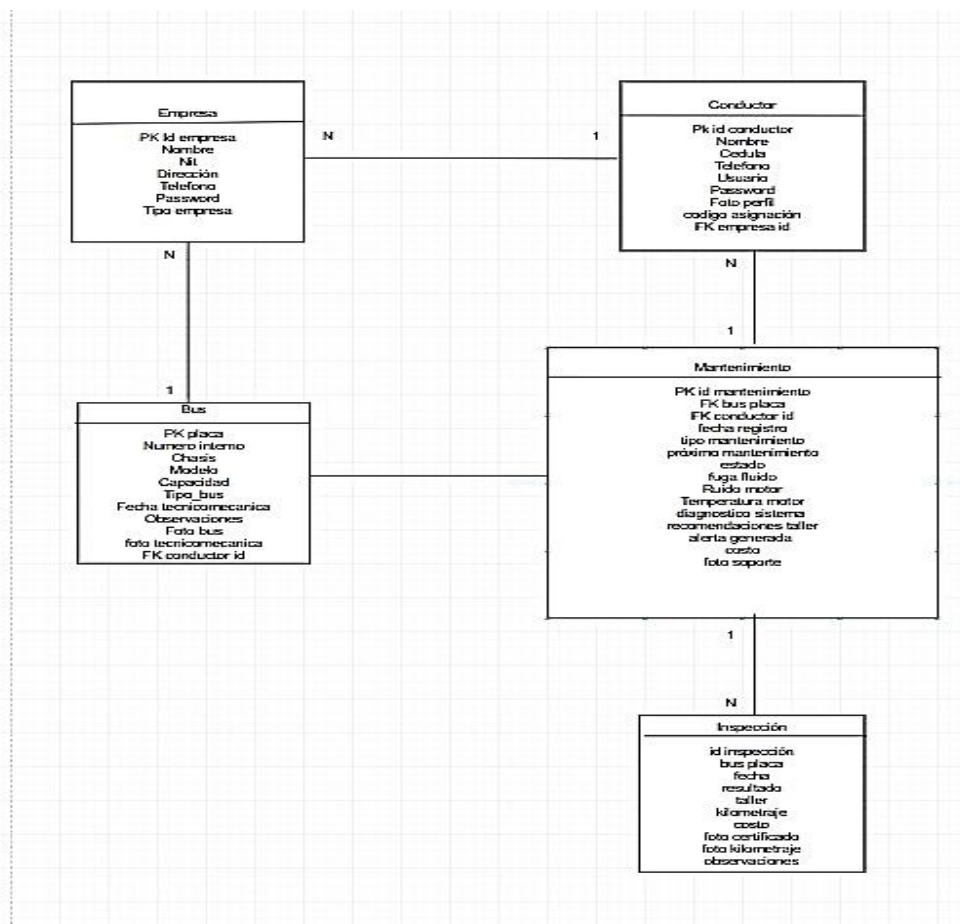 Empresa
PK Id empresa
Nombre
Nit
Dirección
Telefono
Password
Tipo empresa
N
1
Conductor
Pk id conductor
Nombre
Cedula
Telefono
Usuario
Password
Foto perfil
codigo asignación
FK empresa id
N
1
N
1
Bus
PK placa
Numero interno
Chasis
Modelo
Capacidad
Tipo_bus
Fecha tecnicomecanica
Observaciones
Foto bus
foto tecnicomecanica
FK conductor id
Mantenimiento
PK id mantenimiento
FK bus placa
FK conductor id
fecha registro
tipo mantenimiento
próximo mantenimiento
estado
fuga fluido
Ruido motor
Temperatura motor
diagnostico sistema
recomendaciones taller
alerta generada
costo
foto soporte
1
N
Inspección
id inspección
bus placa
fecha
resultado
taller
kilometraje
costo
foto certificado
foto kilometraje
observaciones